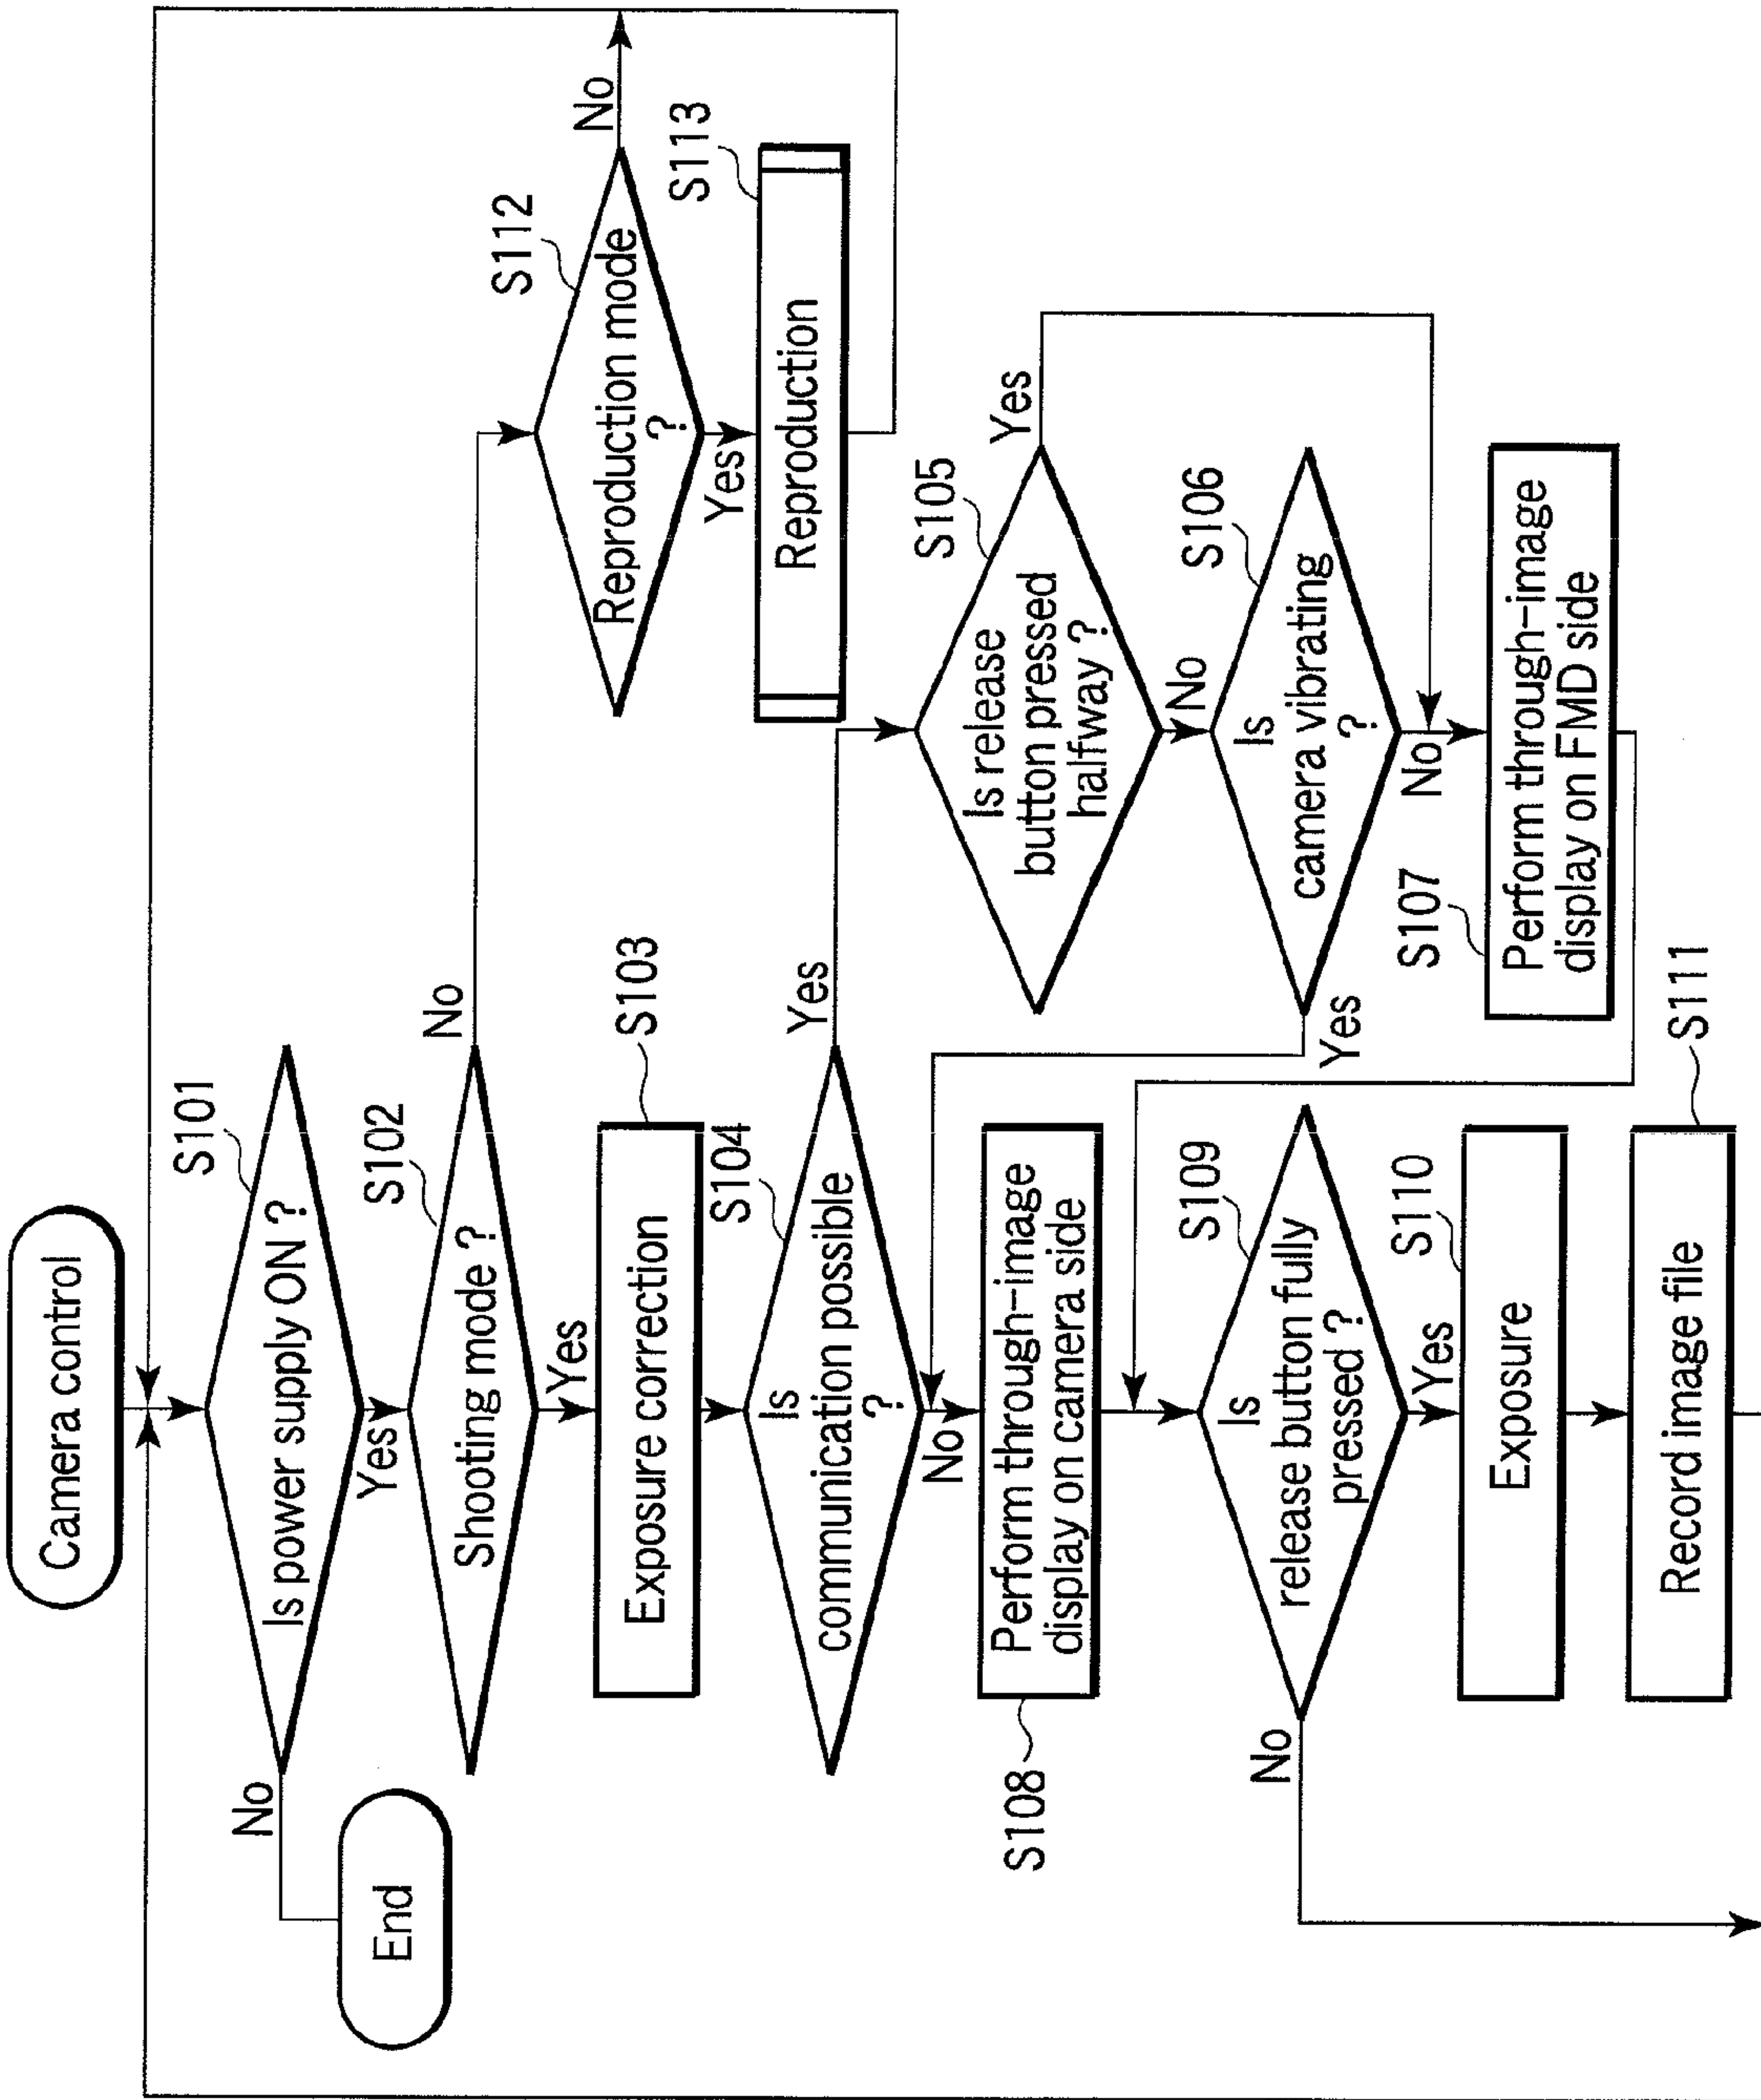 Camera control
S101
Is power supply ON ?
No
End
Yes
S102
Shooting mode ?
No
Yes
S103
Exposure correction
S104
Is
communication possible
?
Yes
No
Perform through-image
display on camera side
S108
S109
Is
release button fully
pressed ?
No
Yes
S110
Exposure
S111
Record image file
S112
Reproduction mode
?
No
Yes
S113
Reproduction
S105
Is release
button pressed
halfway ?
Yes
No
S106
Is
camera vibrating
?
Yes
No
S107
Perform through-image
display on FMD side